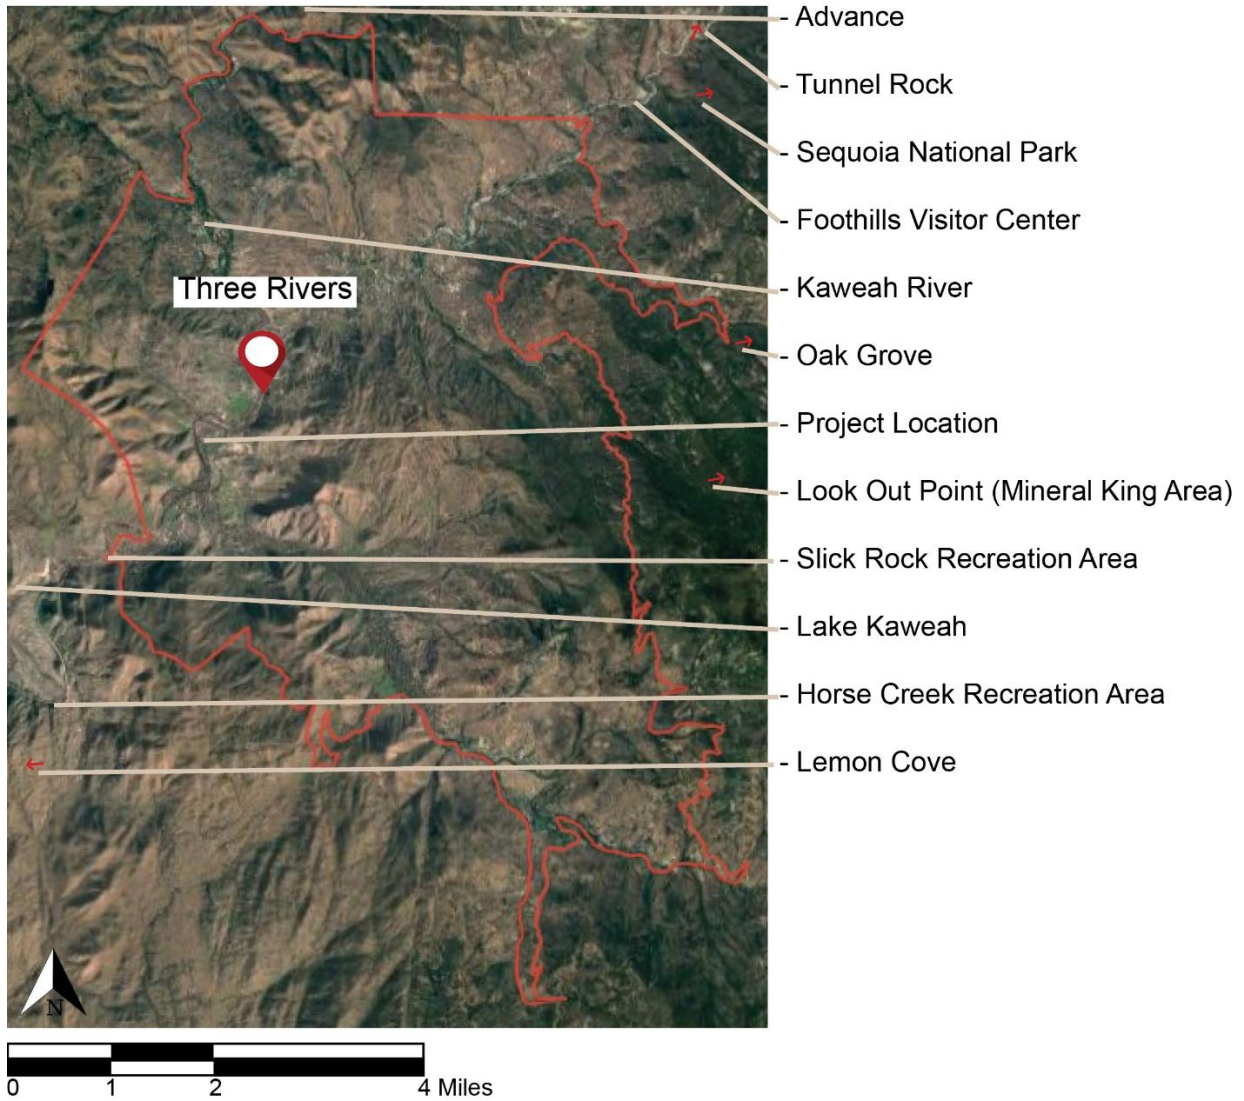 - Advance
- Tunnel Rock
- Sequoia National Park
- Foothills Visitor Center
- Kaweah River
Three Rivers
- Oak Grove
- Project Location
- Look Out Point (Mineral King Area)
- Slick Rock Recreation Area
- Lake Kaweah
- Horse Creek Recreation Area
- Lemon Cove
N
0 1 2 4 Miles